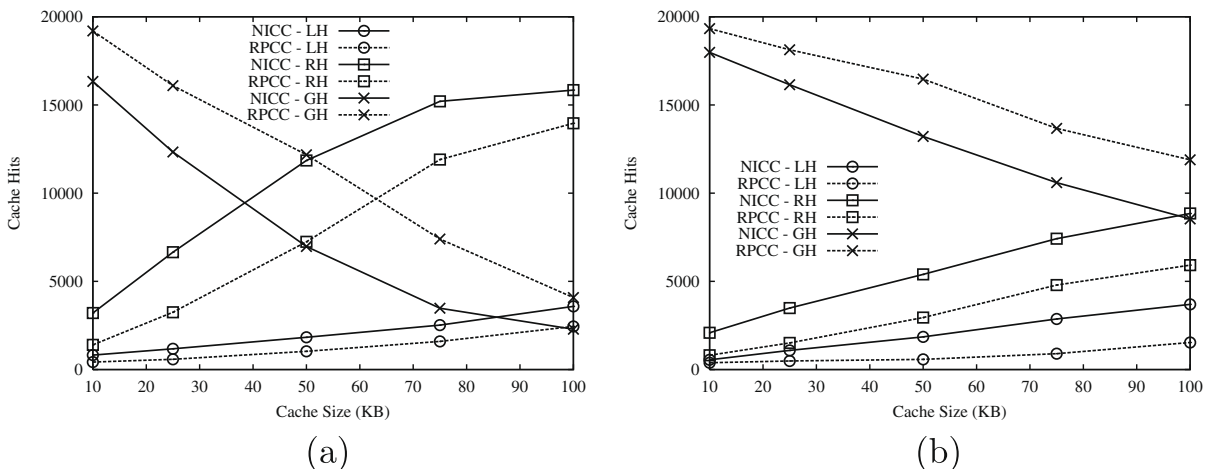 20000
15000
10000
5000
0
Cache Hits
10 20 30 40 50 60 70 80 90 100
Cache Size (KB)
NICC - LH
RPCC - LH
NICC - RH
RPCC - RH
NICC - GH
RPCC - GH
(a)
20000
15000
10000
5000
0
Cache Hits
10 20 30 40 50 60 70 80 90 100
Cache Size (KB)
NICC - LH
RPCC - LH
NICC - RH
RPCC - RH
NICC - GH
RPCC - GH
(b)